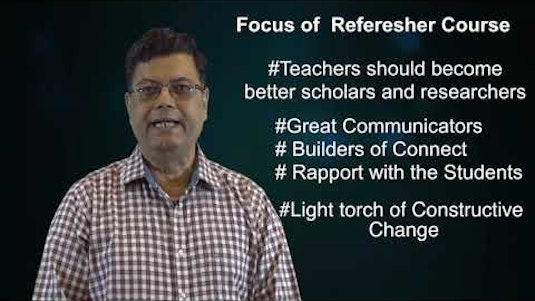 Focus of Referesher Course
#Teachers should become
better scholars and researchers
#Great Communicators
# Builders of Connect
# Rapport with the Students
#Light torch of Constructive
Change